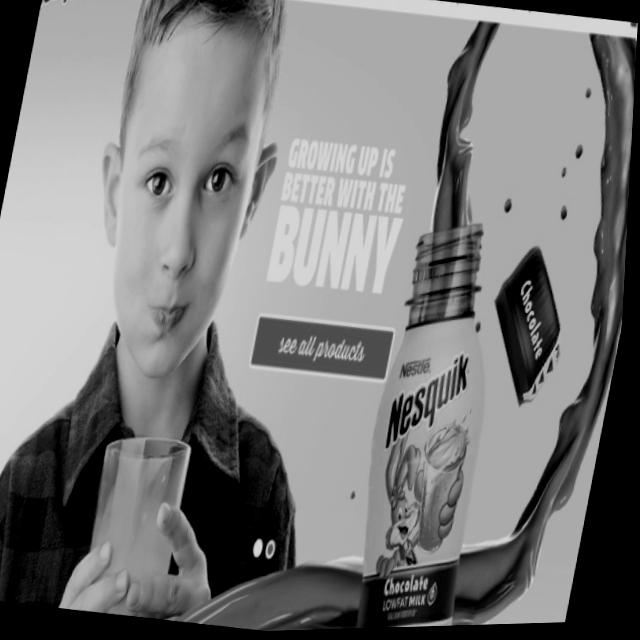 GROWING UP IS
BETTER WITH THE
BUNNY
see all products
Chocolate
Nestlé
Nesquik
Chocolate
LOWFAT MILK